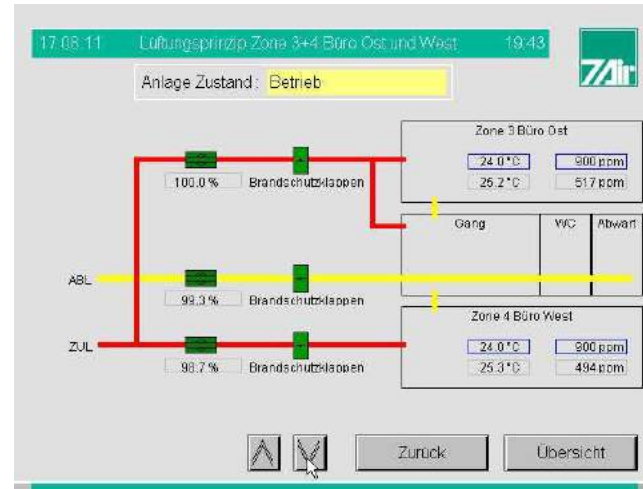 17.08.11 Lüftungsprinzip Zone 3+4 Büro Ost und West 19:43
7Air
Anlage Zustand : Betrieb
Zone 3 Büro Ost
24.0°C 900 ppm
100.0 % Brandschutzklappen 25.2°C 517 ppm
Gang WC Abwart
ABL
99.3 % Brandschutzklappen
Zone 4 Büro West
ZUL 24.0°C 900 ppm
98.7 % Brandschutzklappen 25.3°C 494 ppm
Zurück Übersicht